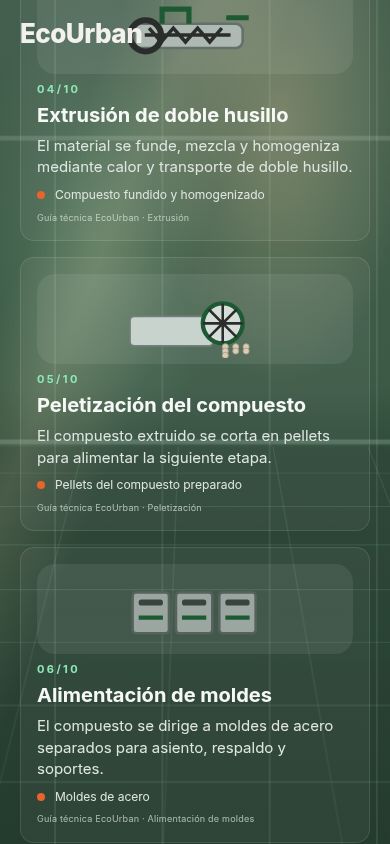 EcoUrban
04/10
Extrusión de doble husillo
El material se funde, mezcla y homogeniza
mediante calor y transporte de doble husillo.
Compuesto fundido y homogenizado
Guía técnica EcoUrban · Extrusión
05/10
Peletización del compuesto
El compuesto extruido se corta en pellets
para alimentar la siguiente etapa.
Pellets del compuesto preparado
Guía técnica EcoUrban · Peletización
06/10
Alimentación de moldes
El compuesto se dirige a moldes de acero
separados para asiento, respaldo y
soportes.
Moldes de acero
Guía técnica EcoUrban · Alimentación de moldes